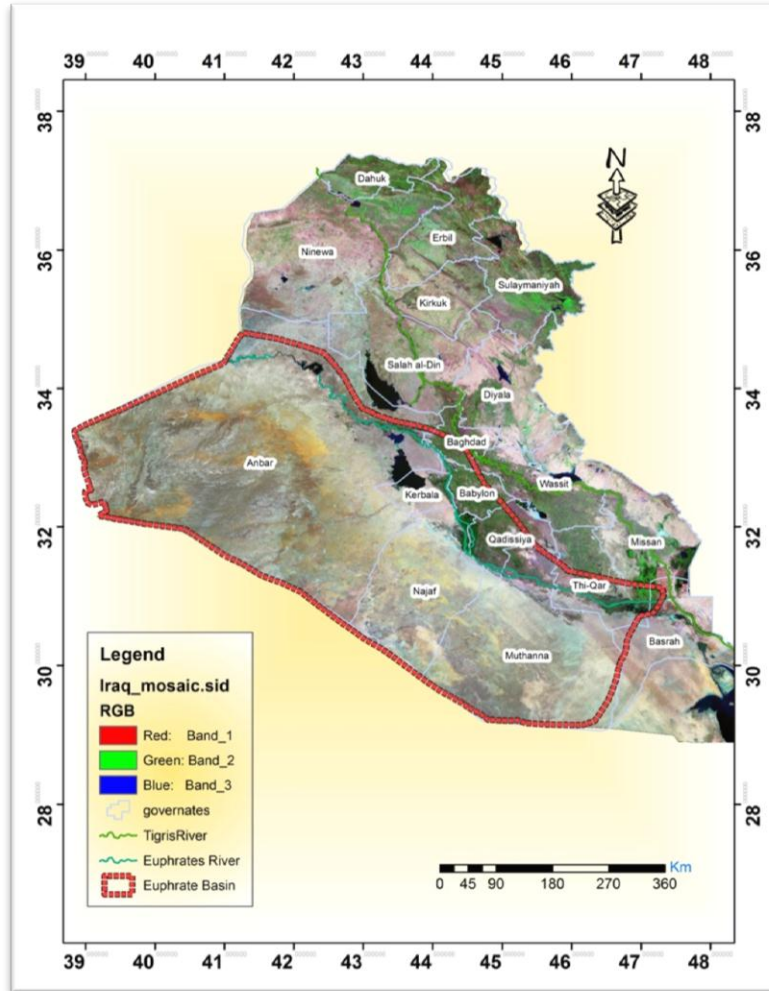 39 40 41 42 43 44 45 46 47 48
38
38
N
Dahuk
Erbil
Ninewa
36
36
Sulaymaniyah
Kirkuk
Salah al-Din
Diyala
34
34
Baghdad
Anbar
Wassit
Kerbala
Babylon
32
32
Qadissiya
Missan
Thi-Qar
Najaf
Basrah
Muthanna
30
30
Legend
Iraq_mosaic.sid
RGB
Red: Band_1
Green: Band_2
Blue: Band_3
governates
TigrisRiver
Euphrates River
Euphrate Basin
28
28
Km
0 45 90 180 270 360
39 40 41 42 43 44 45 46 47 48